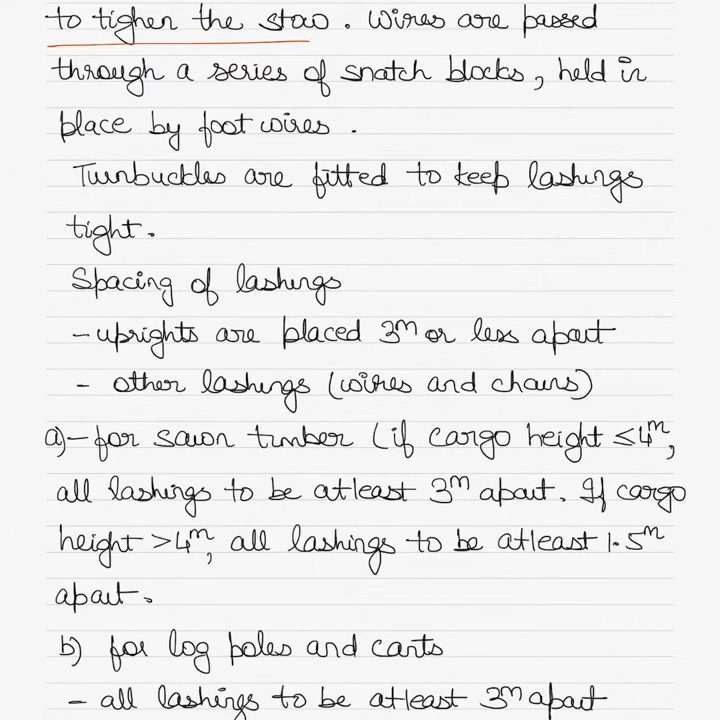 to tighen the stow. Wires are passed
through a series of snatch blocks, held in
place by foot wires.
Turnbuckles are fitted to keep lashings
tight.
Spacing of lashings
- uprights are placed 3m or less apart
- other lashings (wires and chains)
a)- for sawn timber (if cargo height ≤4m,
all lashings to be atleast 3m apart. If cargo
height >4m, all lashings to be atleast 1.5m
apart.
b) for log poles and cants
- all lashings to be atleast 3m apart